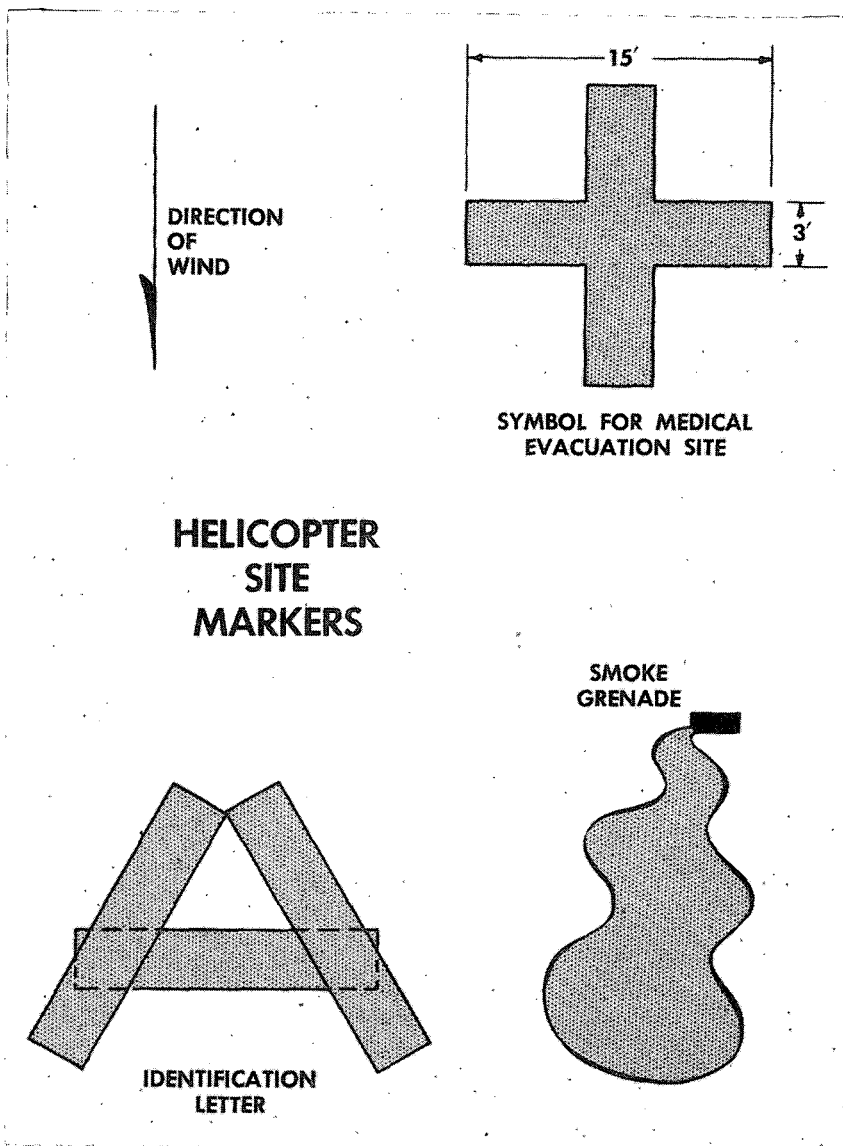 15′
DIRECTION
OF
WIND
3′
SYMBOL FOR MEDICAL
EVACUATION SITE
HELICOPTER
SITE
MARKERS
SMOKE
GRENADE
IDENTIFICATION
LETTER